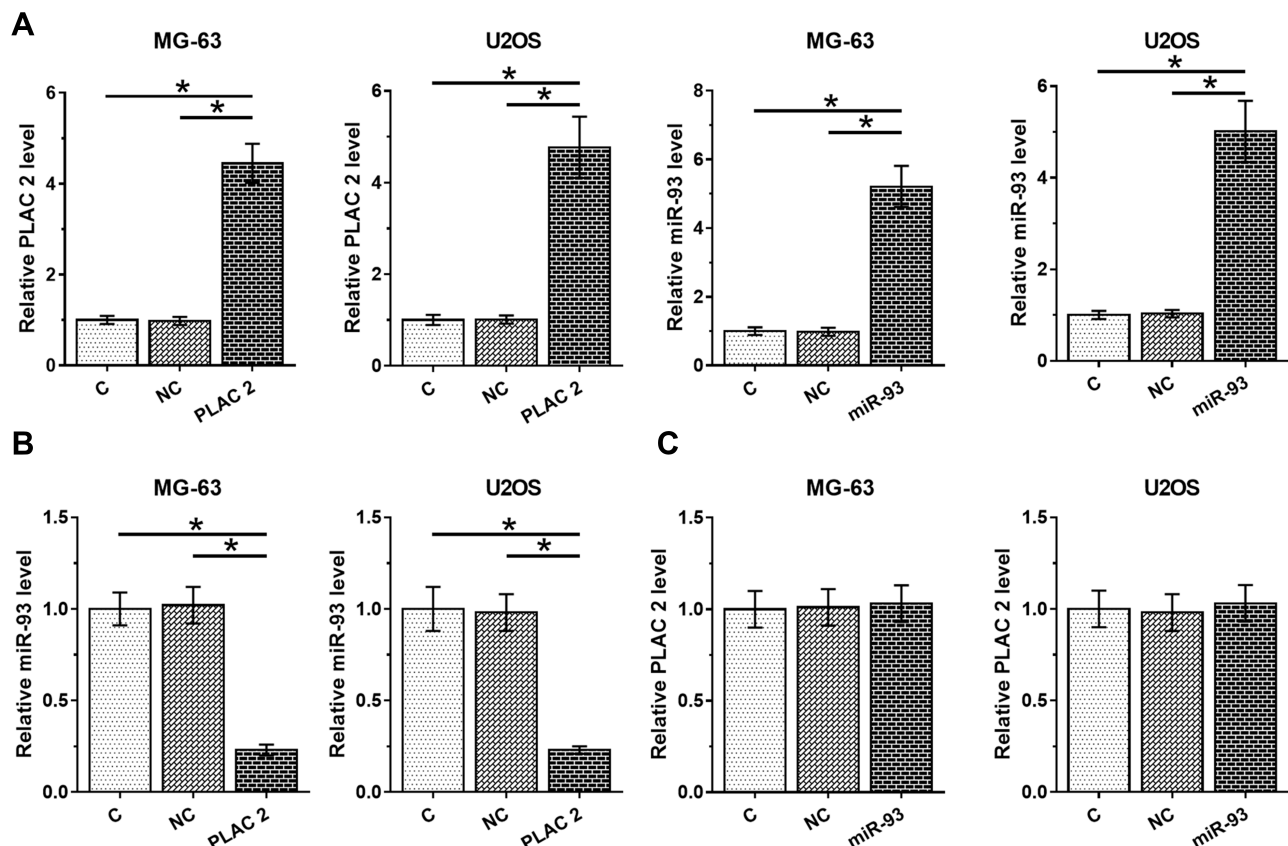 A
MG-63
U2OS
MG-63
U2OS
Relative PLAC 2 level
6
4
2
0
*
*
C
NC
PLAC 2
Relative PLAC 2 level
6
4
2
0
*
*
C
NC
PLAC 2
Relative miR-93 level
8
6
4
2
0
*
*
C
NC
miR-93
Relative miR-93 level
6
4
2
0
*
*
C
NC
miR-93
B
MG-63
U2OS
Relative miR-93 level
1.5
1.0
0.5
0.0
*
*
C
NC
PLAC 2
Relative miR-93 level
1.5
1.0
0.5
0.0
*
*
C
NC
PLAC 2
C
MG-63
U2OS
Relative PLAC 2 level
1.5
1.0
0.5
0.0
C
NC
miR-93
Relative PLAC 2 level
1.5
1.0
0.5
0.0
C
NC
miR-93